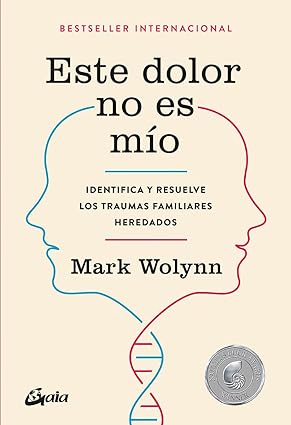 BESTSELLER INTERNACIONAL
Este dolor
no es
mío
IDENTIFICA Y RESUELVE
LOS TRAUMAS FAMILIARES
HEREDADOS
Mark Wolynn
Gaia